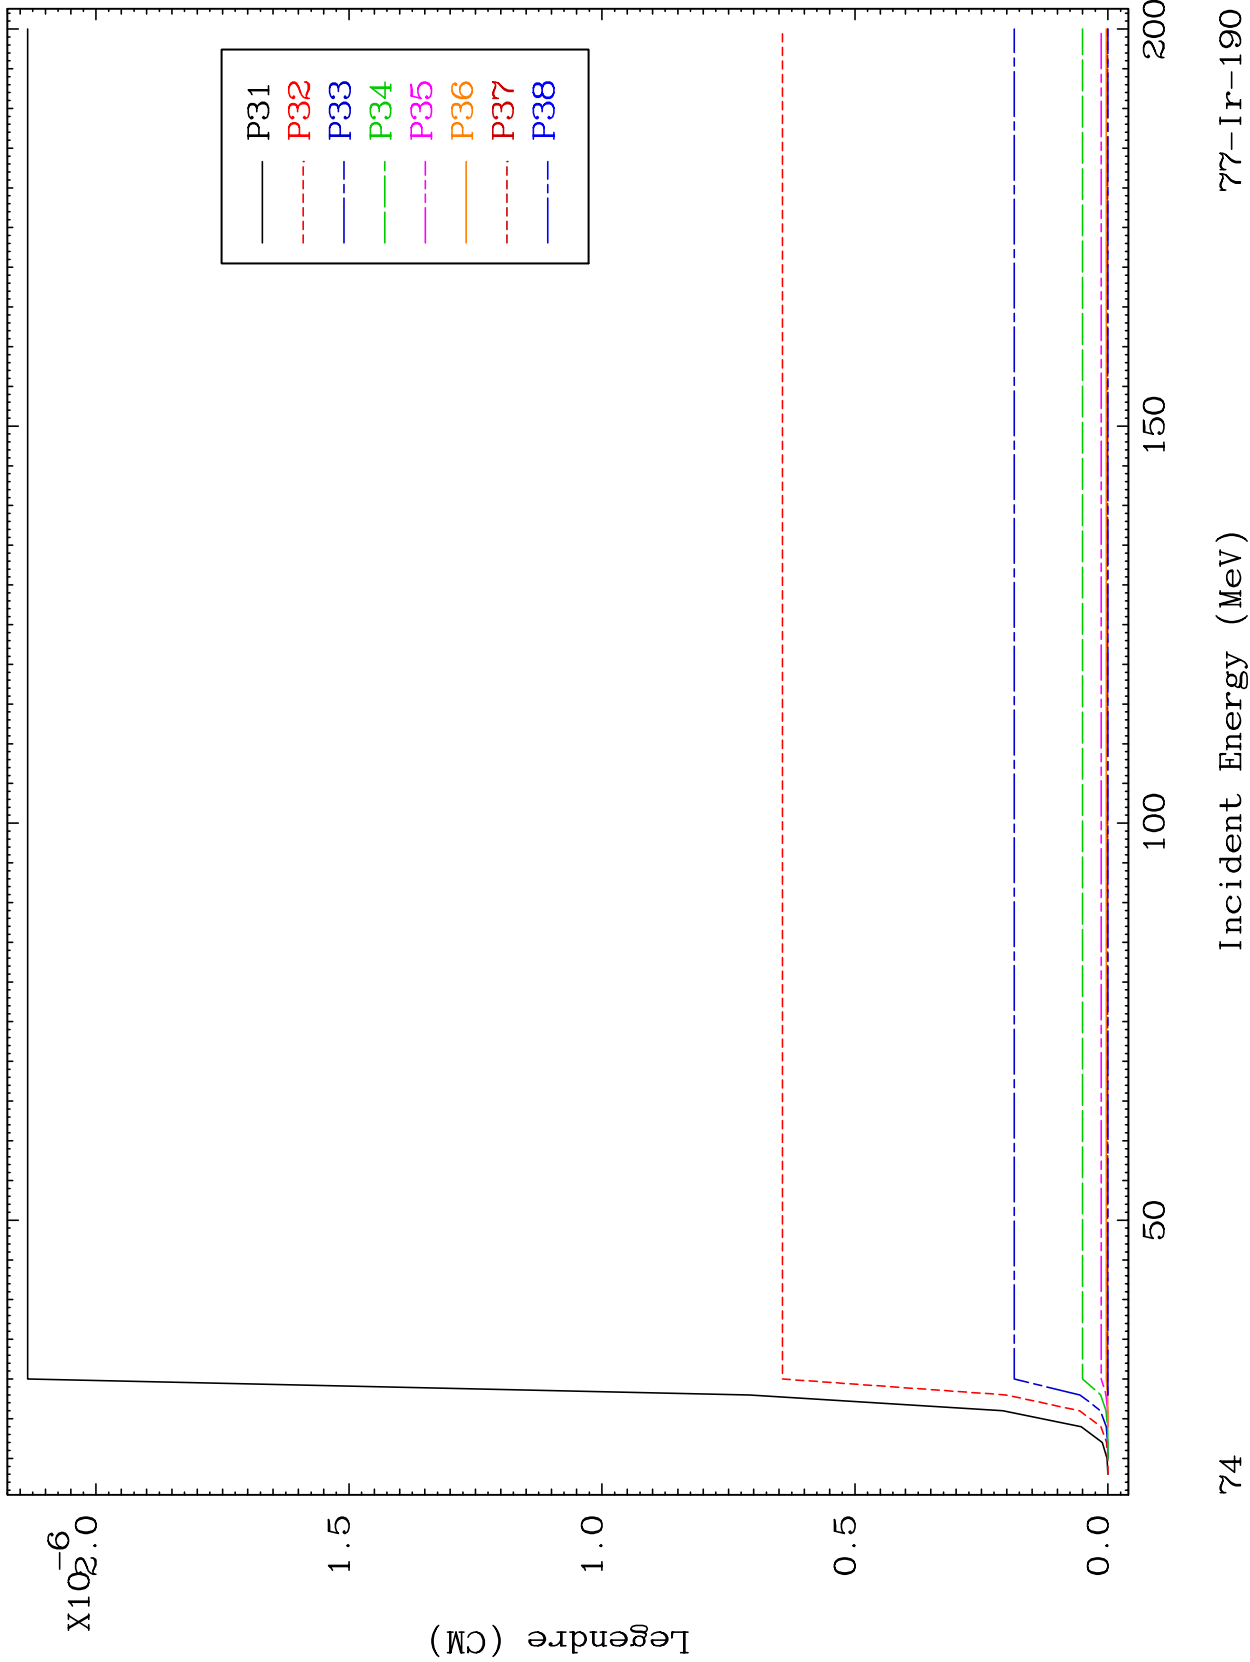 X10-6
2.0
1.5
1.0
0.5
0.0
Legendre (CM)
P31
P32
P33
P34
P35
P36
P37
P38
50
100
150
200
Incident Energy (MeV)
74
77-Ir-190